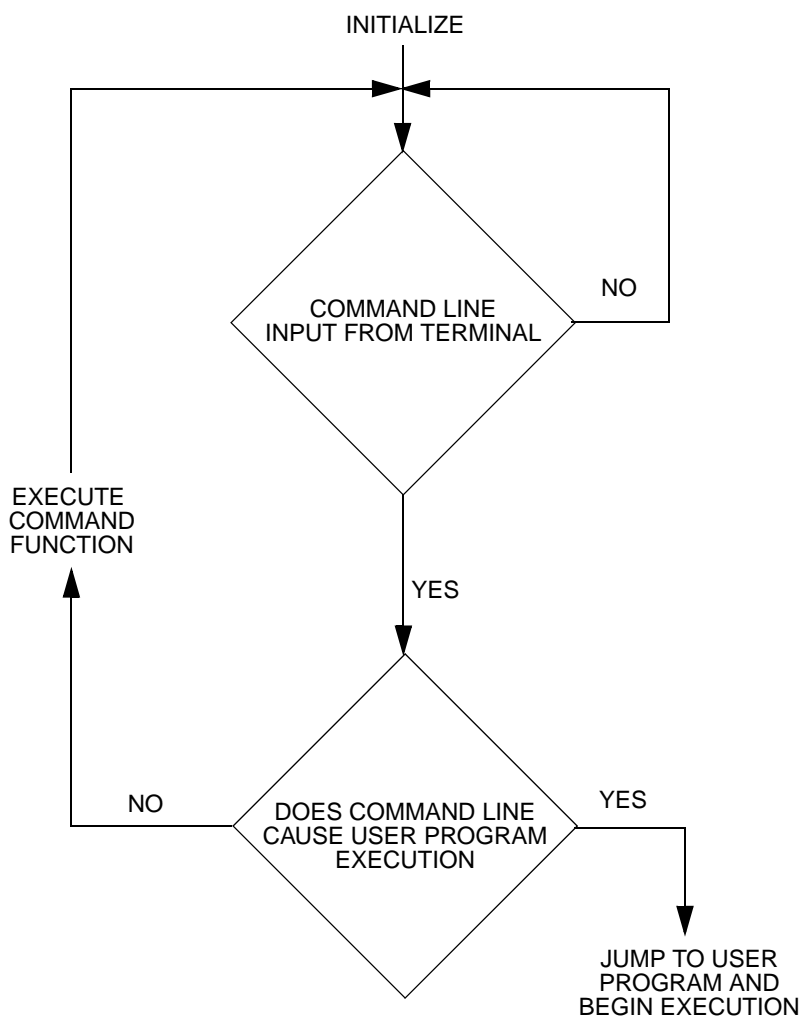 INITIALIZE
COMMAND LINE
INPUT FROM TERMINAL
NO
EXECUTE
COMMAND
FUNCTION
YES
NO
DOES COMMAND LINE
CAUSE USER PROGRAM
EXECUTION
YES
JUMP TO USER
PROGRAM AND
BEGIN EXECUTION